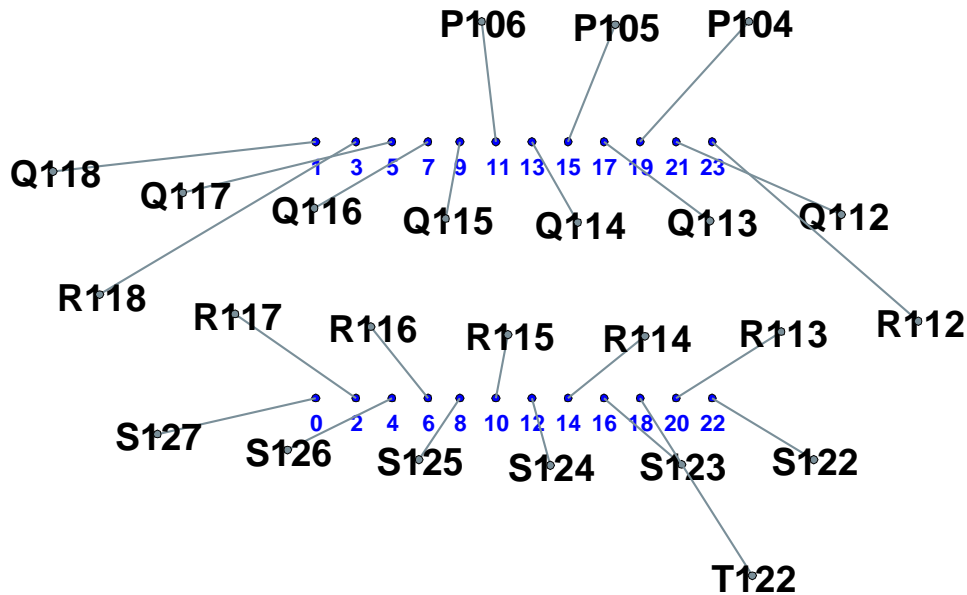 P106 P105 P104
1 3 5 7 9 11 13 15 17 19 21 23
Q118 Q117 Q116 Q115 Q114 Q113 Q112
R118 R117 R116 R115 R114 R113 R112
0 2 4 6 8 10 12 14 16 18 20 22
S127 S126 S125 S124 S123 S122
T122